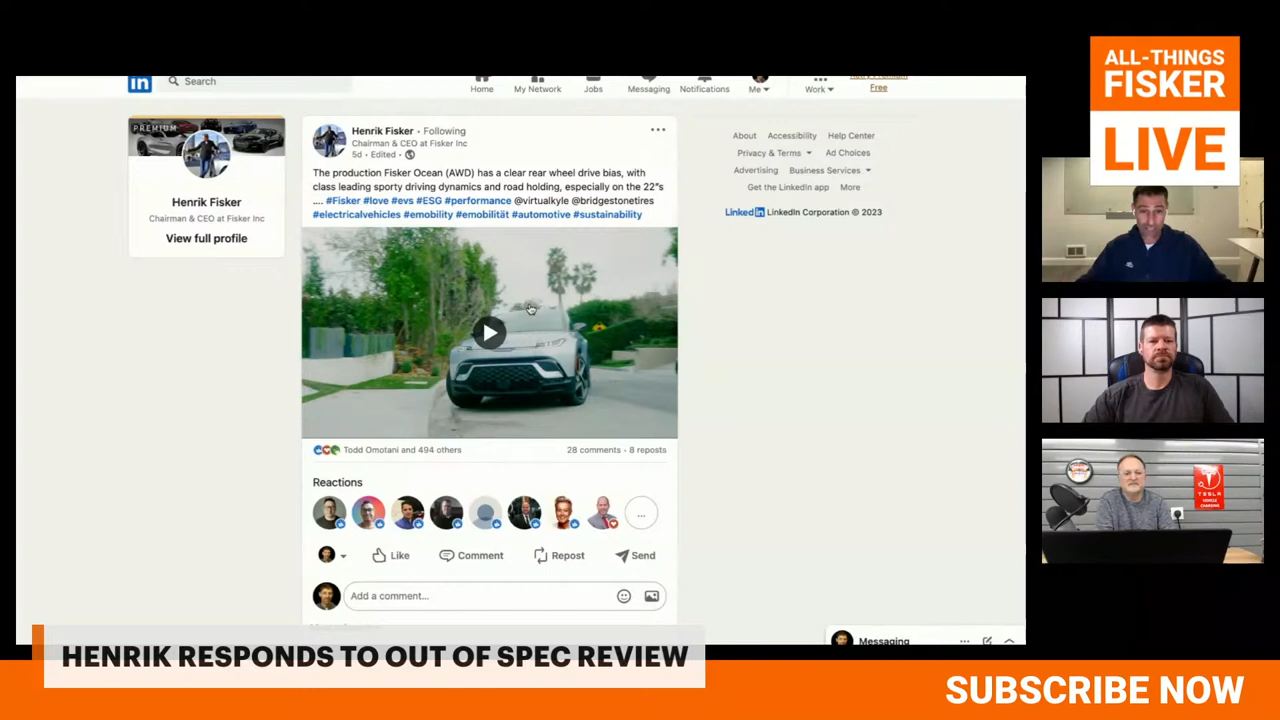 ALL-THINGS
FISKER
LIVE
in
Search
Home
My Network
Jobs
Messaging
Notifications
Me
Work
Free
PREMIUM
Henrik Fisker
Chairman & CEO at Fisker Inc
View full profile
Henrik Fisker • Following
Chairman & CEO at Fisker Inc
5d • Edited •
The production Fisker Ocean (AWD) has a clear rear wheel drive bias, with
class leading sporty driving dynamics and road holding, especially on the 22"s
.... #Fisker #love #evs #ESG #performance @virtualkyle @bridgestonetires
#electricalvehicles #emobility #emobilität #automotive #sustainability
Todd Omotani and 494 others
28 comments • 8 reposts
Reactions
Like
Comment
Repost
Send
Add a comment...
About Accessibility Help Center
Privacy & Terms Ad Choices
Advertising Business Services
Get the LinkedIn app More
LinkedIn LinkedIn Corporation © 2023
Messaging
TESLA
HENRIK RESPONDS TO OUT OF SPEC REVIEW
SUBSCRIBE NOW